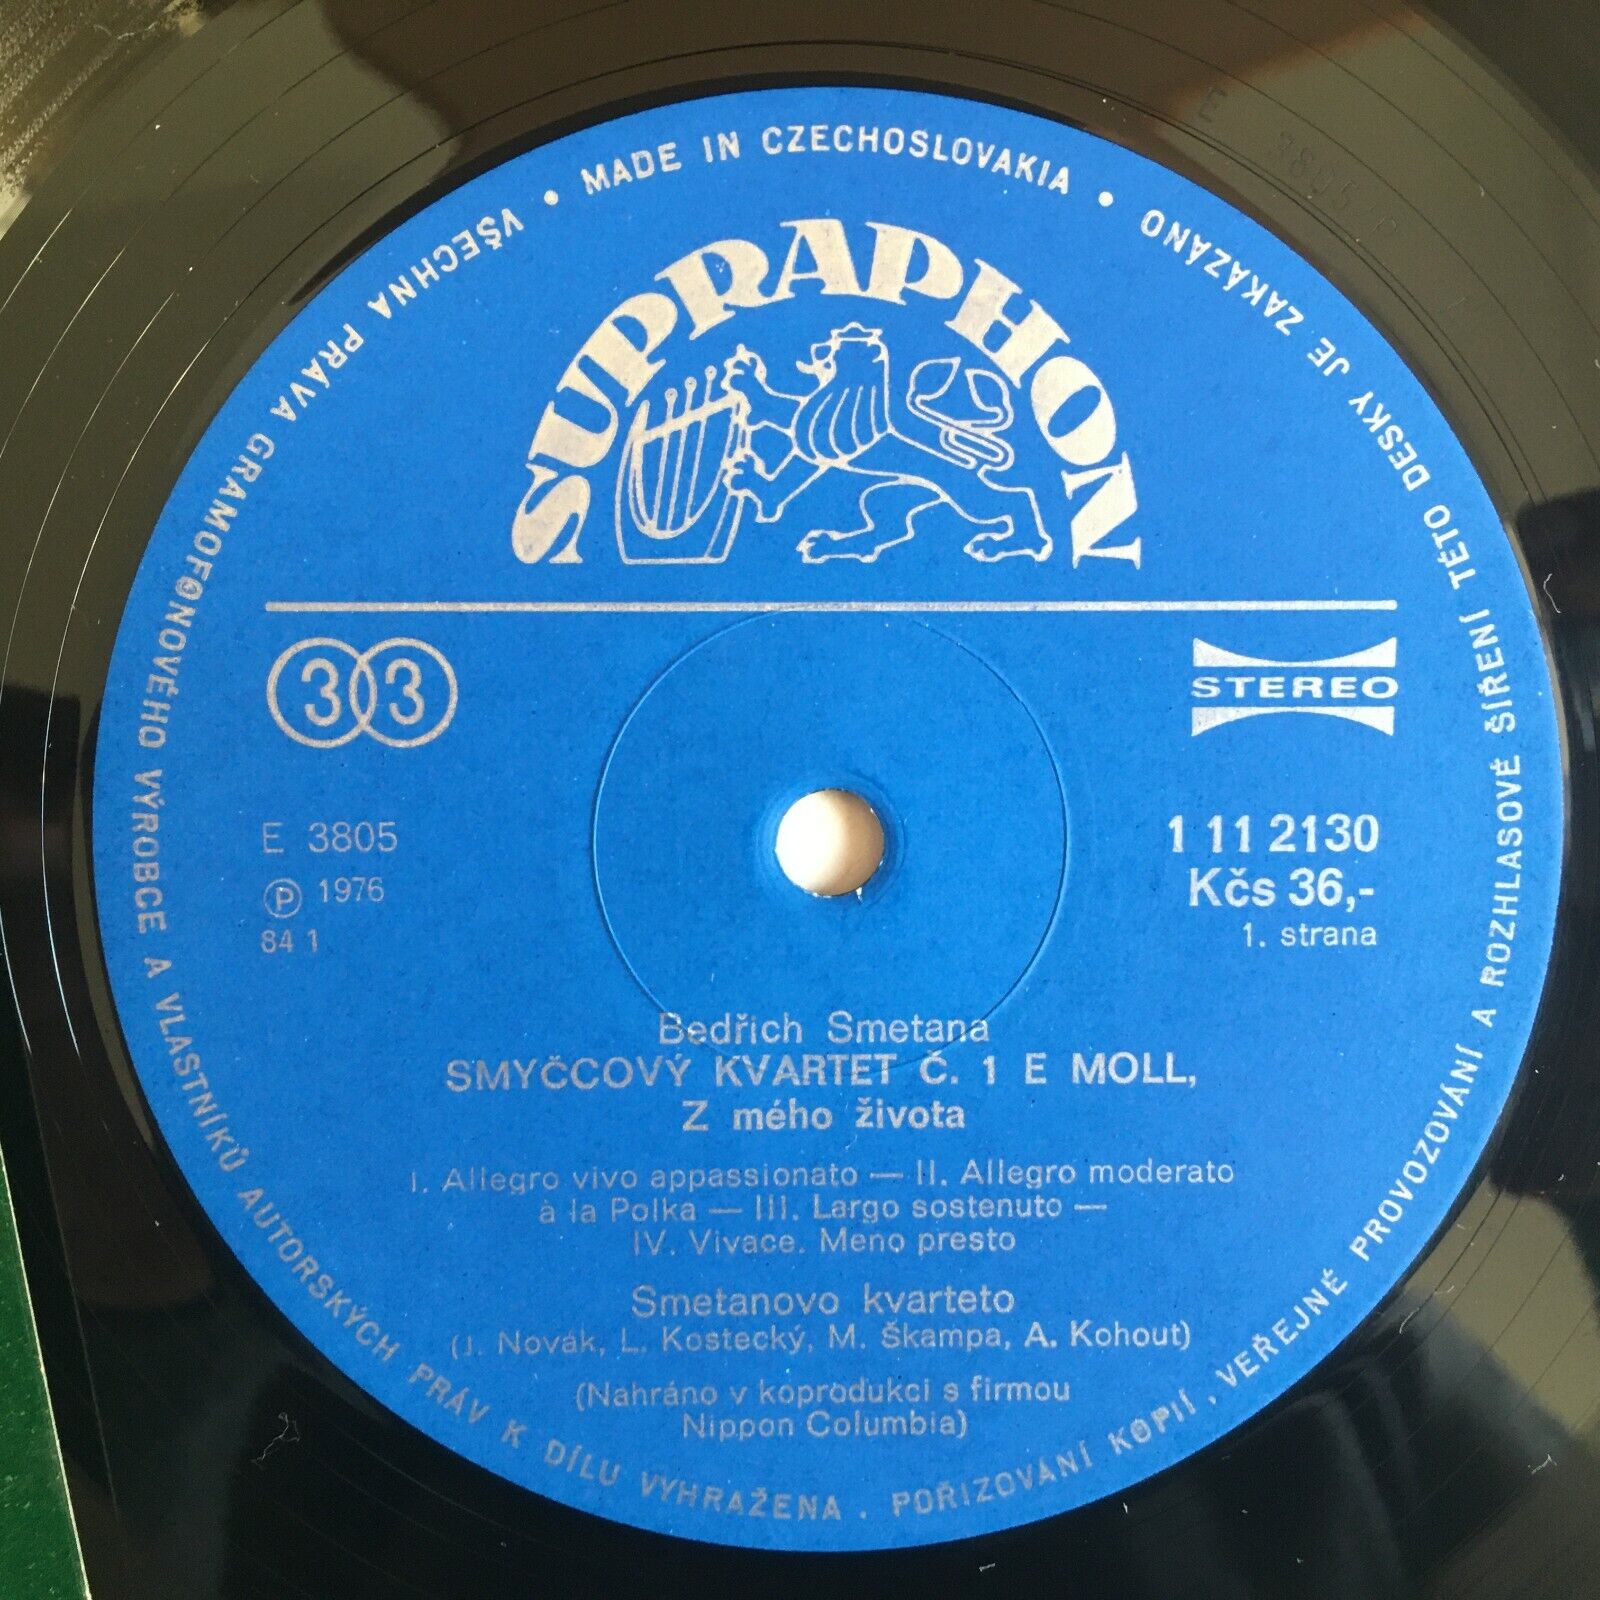 VŠECHNA PRÁVA GRAMOFONOVÉHO VÝROBCE A VLASTNÍKŮ AUTORSKÝCH PRÁV K DÍLU VYHRAŽENA . POŘIZOVÁNÍ KOPIÍ , VEŘEJNÉ PROVOZOVÁNÍ A ROZHLASOVÉ ŠÍŘENÍ TÉTO DESKY JE ZAKÁZÁNO
• MADE IN CZECHOSLOVAKIA •
SUPRAPHON
33
STEREO
E 3805
Ⓟ 1976
84 1
1 11 2130
Kčs 36,-
1. strana
Bedřich Smetana
SMYČCOVÝ KVARTET Č. 1 E MOLL,
Z mého života
I. Allegro vivo appassionato — II. Allegro moderato
à la Polka — III. Largo sostenuto —
IV. Vivace. Meno presto
Smetanovo kvarteto
(J. Novák, L. Kostecký, M. Škampa, A. Kohout)
(Nahráno v koprodukci s firmou
Nippon Columbia)